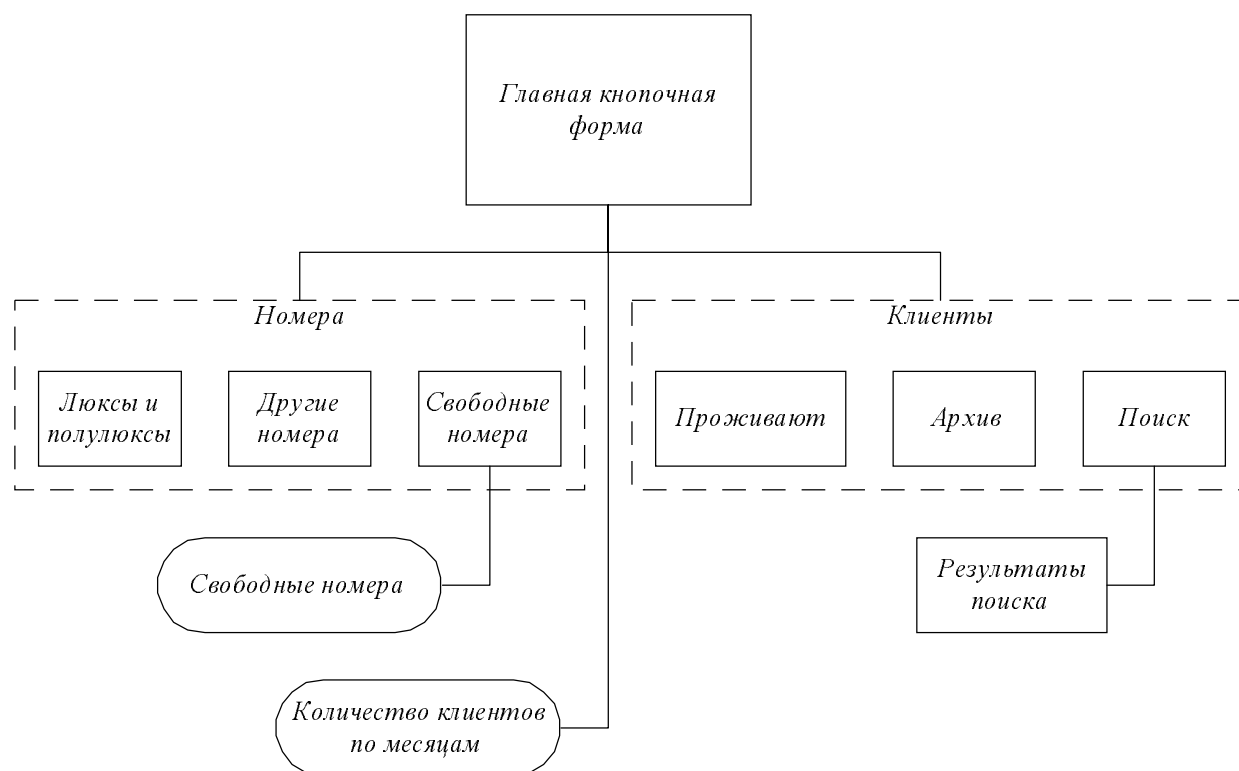 Главная кнопочная
форма
Номера
Клиенты
Люксы и
полулюксы
Другие
номера
Свободные
номера
Проживают
Архив
Поиск
Свободные номера
Результаты
поиска
Количество клиентов
по месяцам